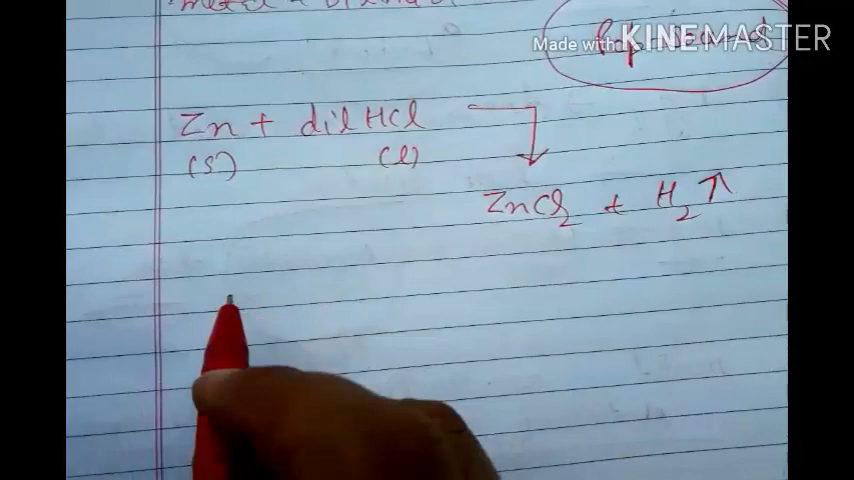 Made with KINEMASTER
Zn + dil HCl
(s) (l)
ZnCl2 + H2↑